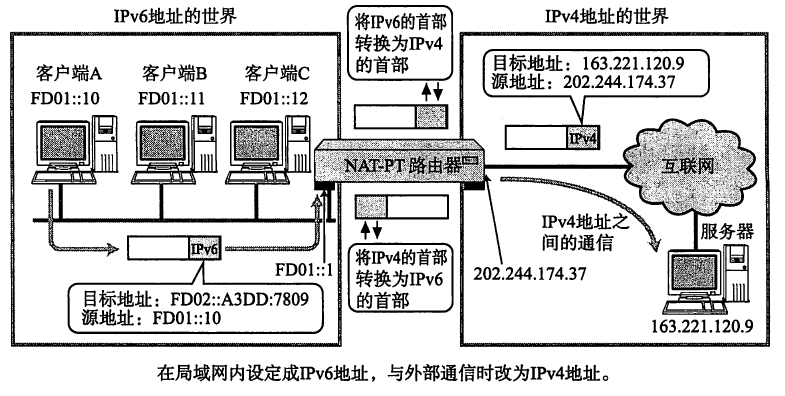 IPv6地址的世界
IPv4地址的世界
将IPv6的首部
转换为IPv4
的首部
客户端A
FD01::10
客户端B
FD01::11
客户端C
FD01::12
目标地址：163.221.120.9
源地址：202.244.174.37
IPv4
NAT-PT 路由器
互联网
IPv4地址之
间的通信
服务器
163.221.120.9
IPv6
FD01::1
202.244.174.37
将IPv4的首部
转换为IPv6
的首部
目标地址：FD02::A3DD:7809
源地址：FD01::10
在局域网内设定成IPv6地址，与外部通信时改为IPv4地址。